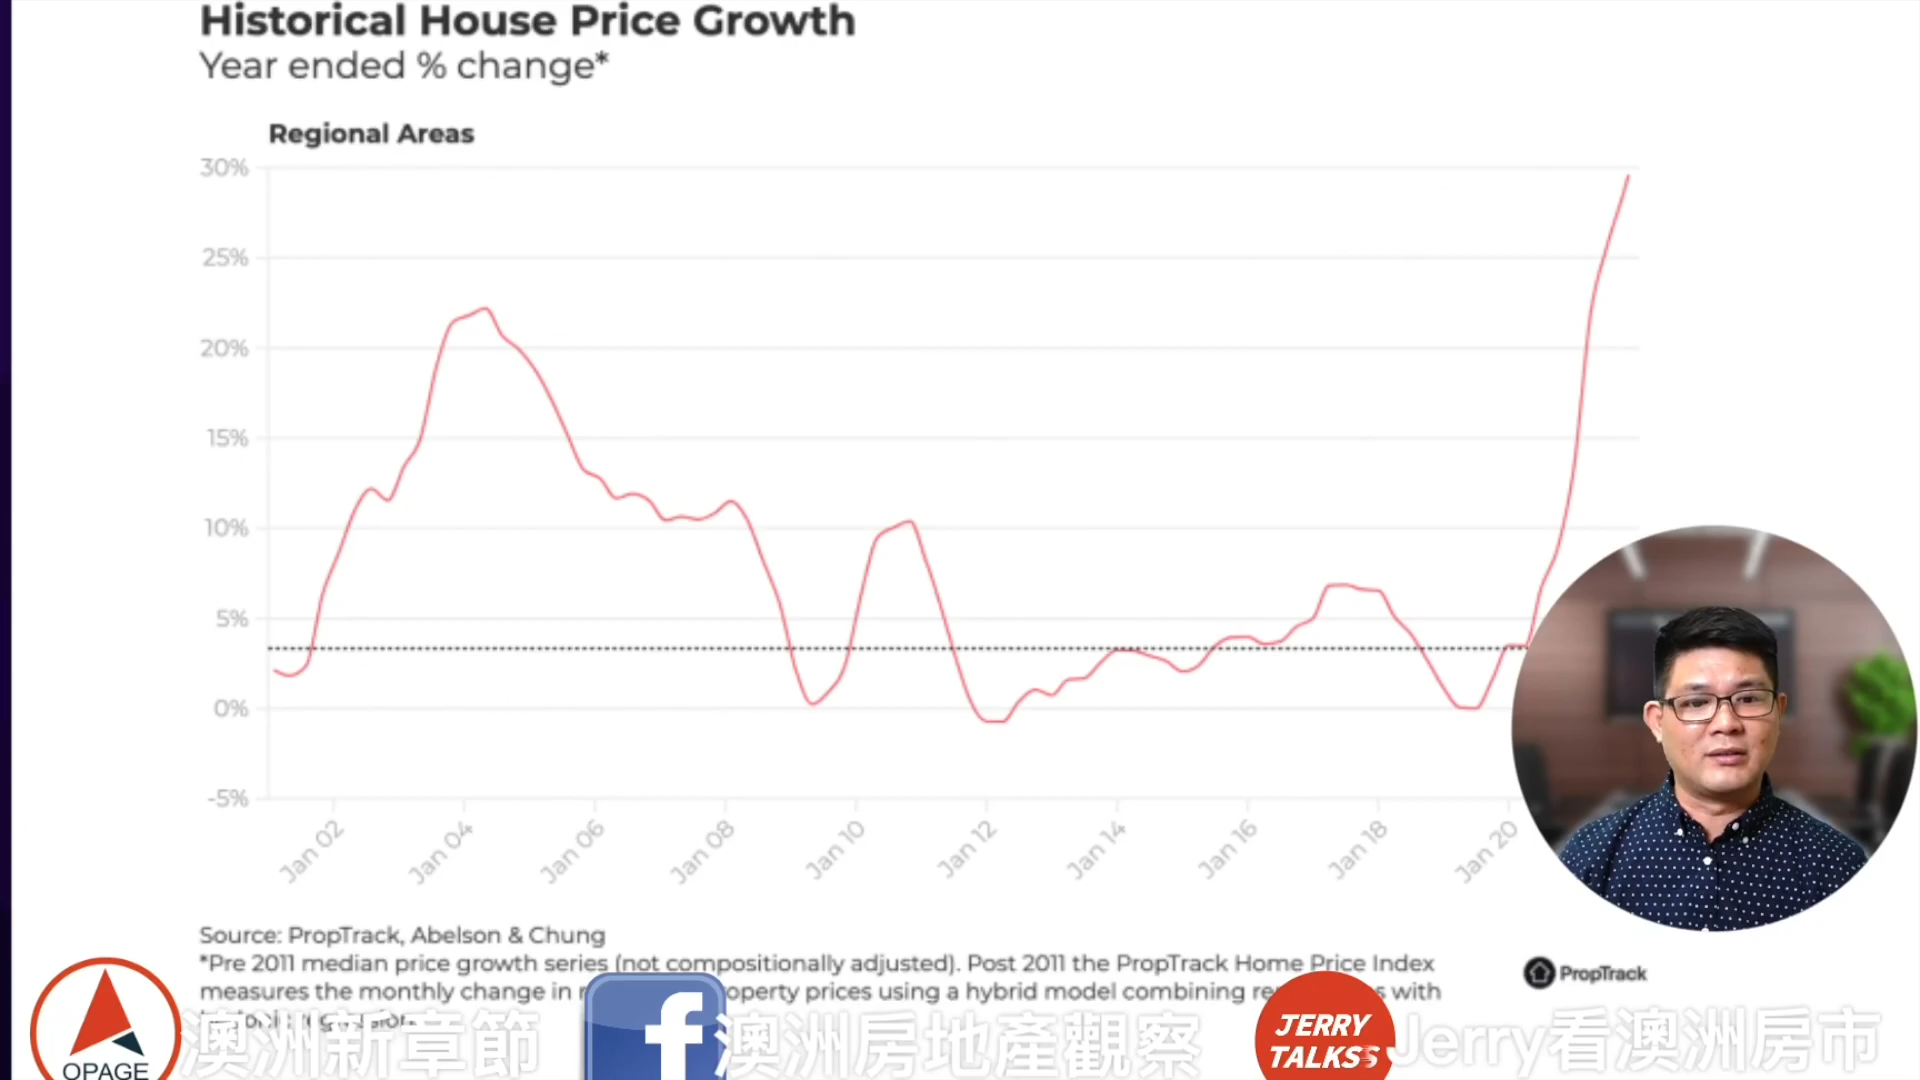 Historical House Price Growth
Year ended % change*
Regional Areas
30%
25%
20%
15%
10%
5%
0%
-5%
Jan 02
Jan 04
Jan 06
Jan 08
Jan 10
Jan 12
Jan 14
Jan 16
Jan 18
Jan 20
Source: PropTrack, Abelson & Chung
*Pre 2011 median price growth series (not compositionally adjusted). Post 2011 the PropTrack Home Price Index
measures the monthly change in operty prices using a hybrid model combining with
PropTrack
OPAGE
澳洲新章節
f
澳洲房地產觀察
JERRY
TALKSS
Jerry看澳洲房市